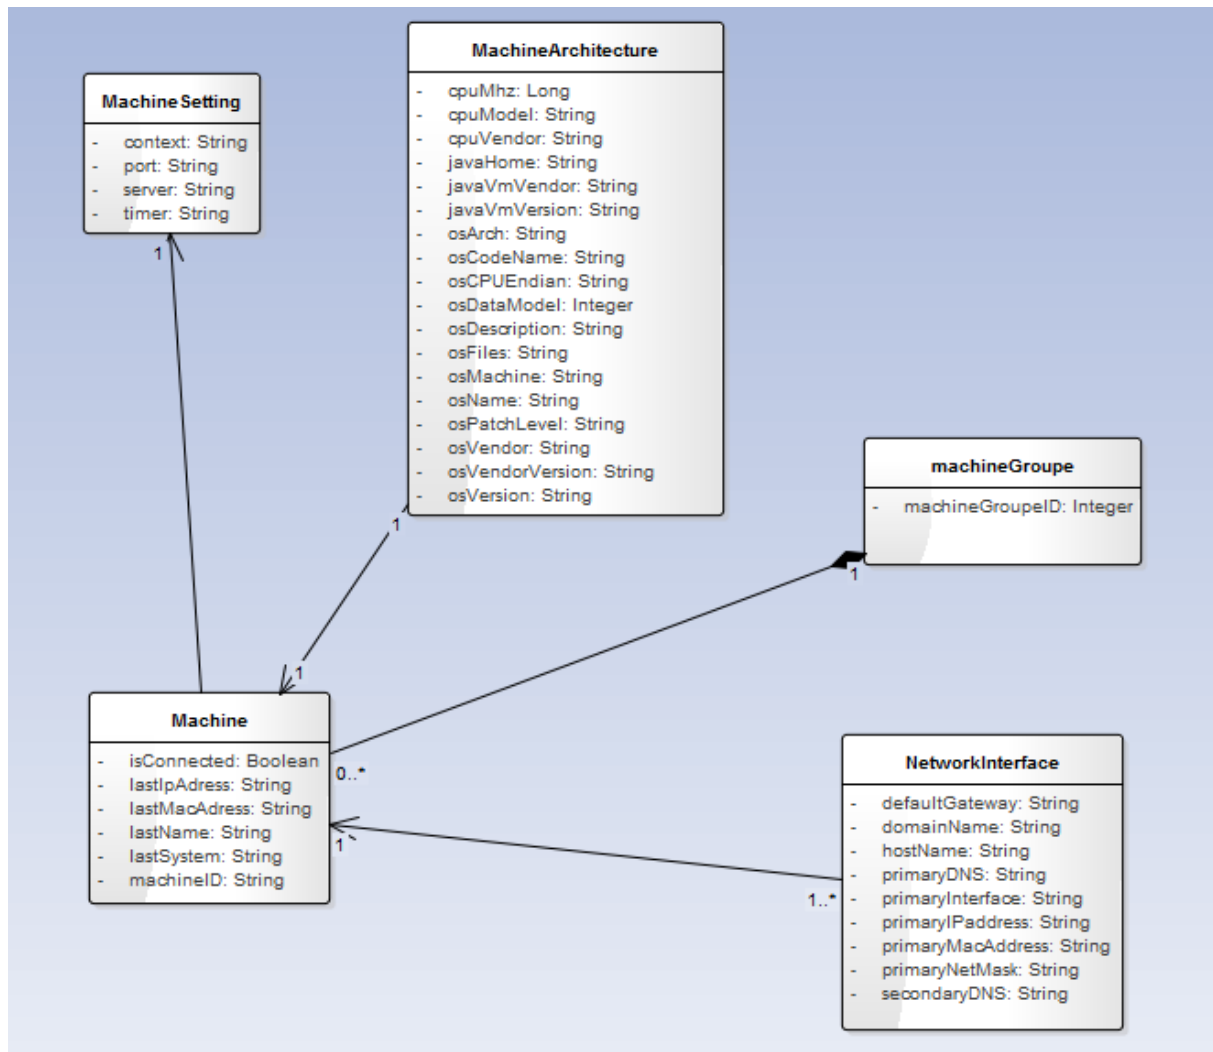 MachineSetting
- context: String
- port: String
- server: String
- timer: String
1
MachineArchitecture
- cpuMhz: Long
- cpuModel: String
- cpuVendor: String
- javaHome: String
- javaVmVendor: String
- javaVmVersion: String
- osArch: String
- osCodeName: String
- osCPUEndian: String
- osDataModel: Integer
- osDescription: String
- osFiles: String
- osMachine: String
- osName: String
- osPatchLevel: String
- osVendor: String
- osVendorVersion: String
- osVersion: String
1
1
machineGroupe
- machineGroupeID: Integer
1
Machine
- isConnected: Boolean
- lastIpAdress: String
- lastMacAdress: String
- lastName: String
- lastSystem: String
- machineID: String
0..*
1
NetworkInterface
- defaultGateway: String
- domainName: String
- hostName: String
- primaryDNS: String
- primaryInterface: String
- primaryIPaddress: String
- primaryMacAddress: String
- primaryNetMask: String
- secondaryDNS: String
1..*